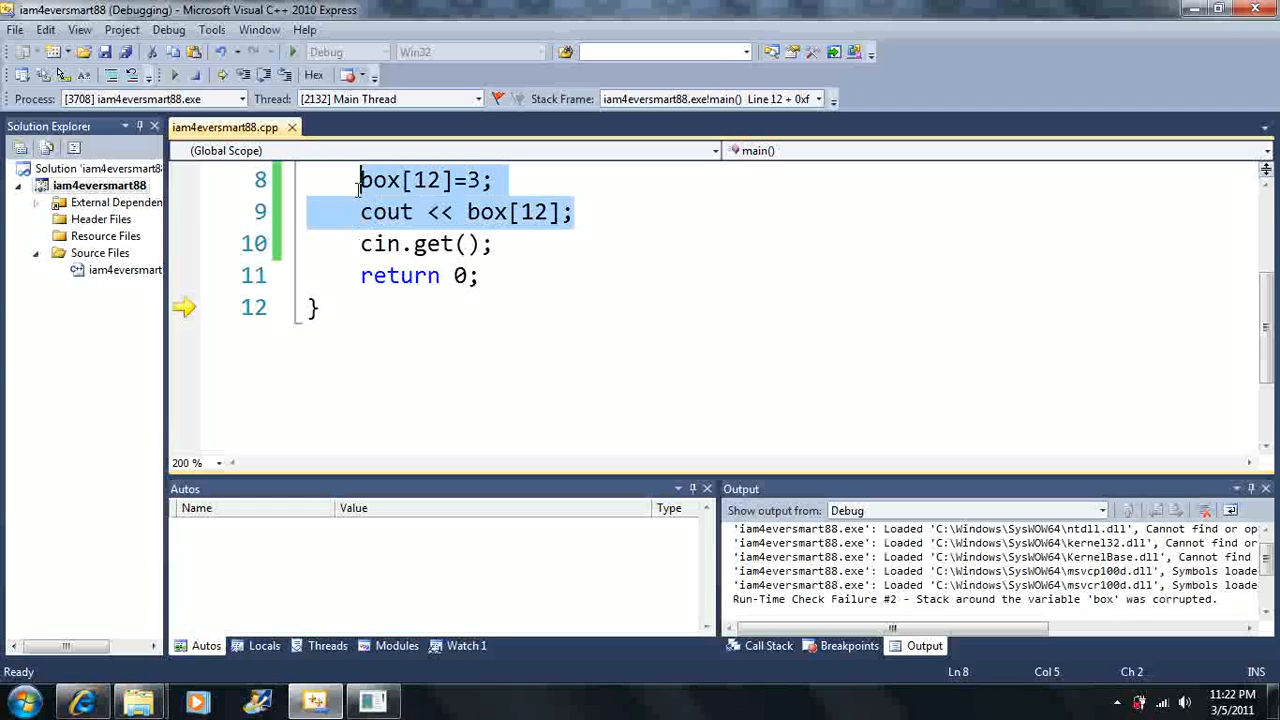 iam4eversmart88 (Debugging) - Microsoft Visual C++ 2010 Express
File Edit View Project Debug Tools Window Help
Debug Win32
Hex
Process: [3708] iam4eversmart88.exe Thread: [2132] Main Thread Stack Frame: iam4eversmart88.exe!main() Line 12 + 0xf
Solution Explorer iam4eversmart88.cpp
(Global Scope) main()
Solution 'iam4eversmart88
iam4eversmart88
External Dependen
Header Files
Resource Files
Source Files
iam4eversmart
8 box[12]=3;
9 cout << box[12];
10 cin.get();
11 return 0;
12 }
200 %
Autos
Name Value Type
Output
Show output from: Debug
'iam4eversmart88.exe': Loaded 'C:\Windows\SysWOW64\ntdll.dll', Cannot find or op
'iam4eversmart88.exe': Loaded 'C:\Windows\SysWOW64\kernel32.dll', Cannot find or
'iam4eversmart88.exe': Loaded 'C:\Windows\SysWOW64\KernelBase.dll', Cannot find
'iam4eversmart88.exe': Loaded 'C:\Windows\SysWOW64\msvcp100d.dll', Symbols loade
'iam4eversmart88.exe': Loaded 'C:\Windows\SysWOW64\msvcr100d.dll', Symbols loade
Run-Time Check Failure #2 - Stack around the variable 'box' was corrupted.
Autos Locals Threads Modules Watch 1
Call Stack Breakpoints Output
Ready Ln 8 Col 5 Ch 2 INS
11:22 PM
3/5/2011